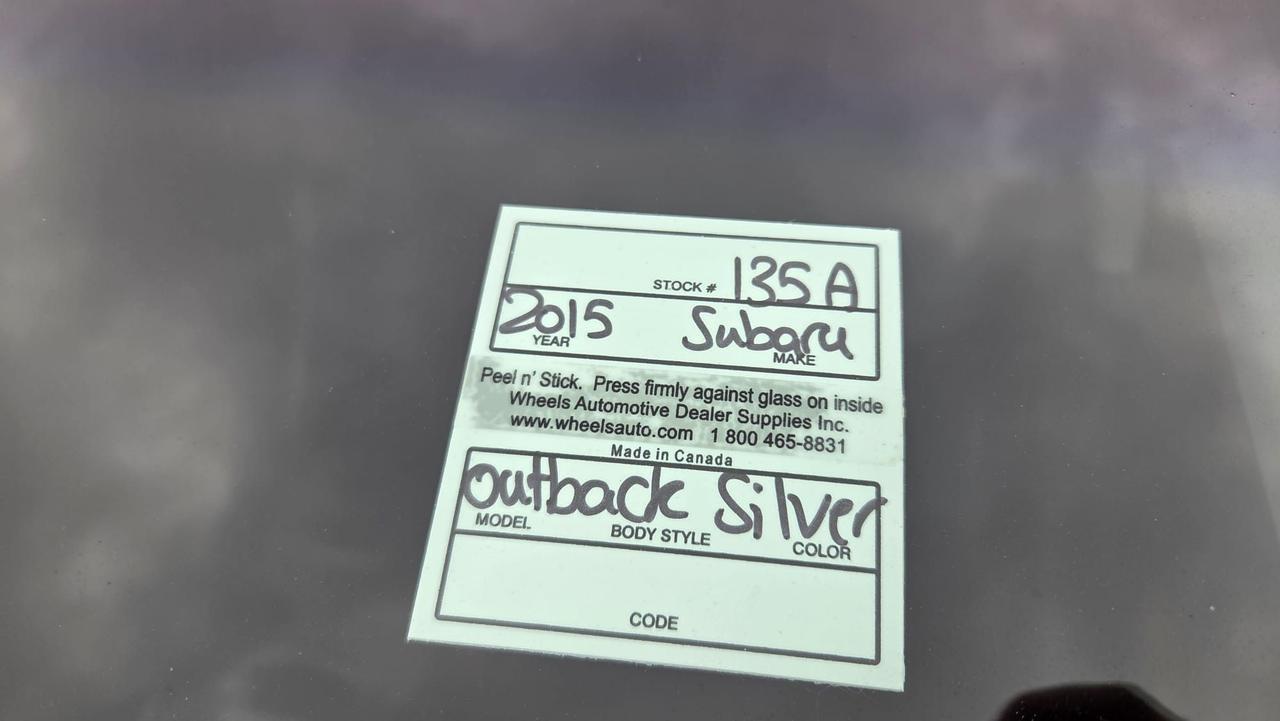 STOCK # 135A
2015 Subaru
YEAR MAKE
Peel n' Stick. Press firmly against glass on inside
Wheels Automotive Dealer Supplies Inc.
www.wheelsauto.com 1 800 465-8831
Made in Canada
Outback Silver
MODEL BODY STYLE COLOR
CODE